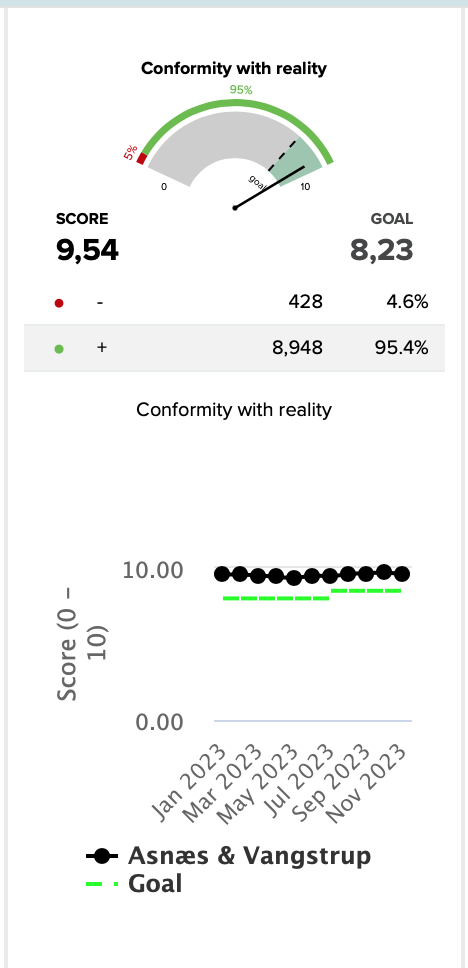 Conformity with reality
95%
5%
0
goal
10
SCORE
GOAL
9,54
8,23
- 428 4.6%
+ 8,948 95.4%
Conformity with reality
10.00
Score (0 –
10)
0.00
Jan 2023
Mar 2023
May 2023
Jul 2023
Sep 2023
Nov 2023
Asnæs & Vangstrup
Goal